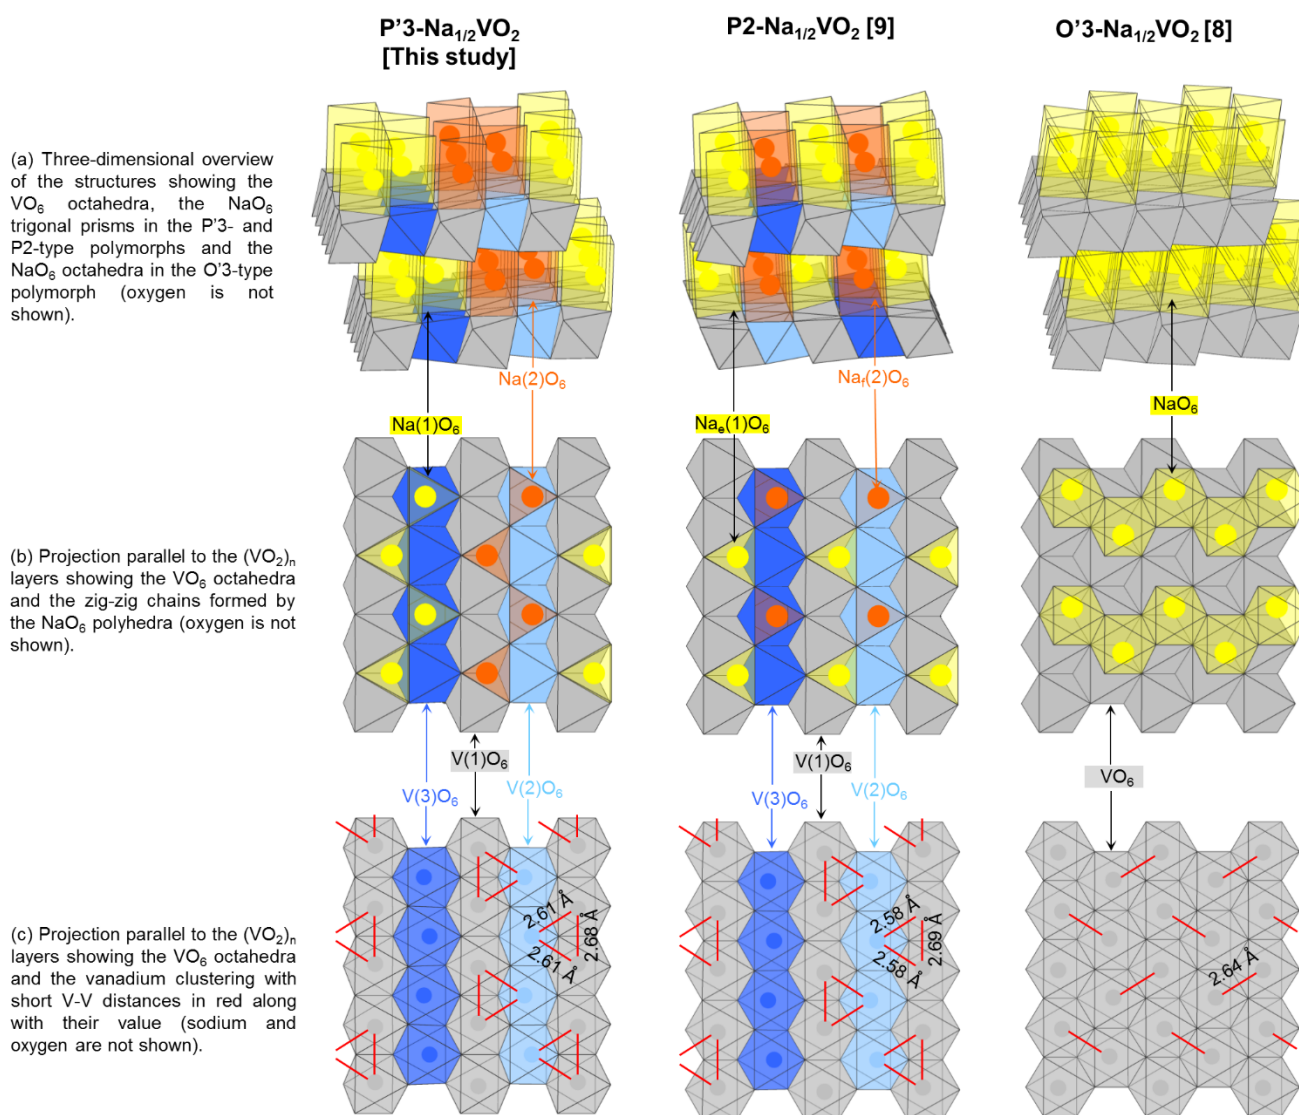 P’3-Na1/2VO2
[This study]
P2-Na1/2VO2 [9]
O’3-Na1/2VO2 [8]
(a) Three-dimensional overview
of the structures showing the
VO6 octahedra, the NaO6
trigonal prisms in the P’3- and
P2-type polymorphs and the
NaO6 octahedra in the O’3-type
polymorph (oxygen is not
shown).
Na(2)O6
Na(1)O6
Naf(2)O6
Nae(1)O6
NaO6
(b) Projection parallel to the (VO2)n
layers showing the VO6 octahedra
and the zig-zig chains formed by
the NaO6 polyhedra (oxygen is not
shown).
V(1)O6
V(3)O6
V(2)O6
V(1)O6
V(3)O6
V(2)O6
VO6
(c) Projection parallel to the (VO2)n
layers showing the VO6 octahedra
and the vanadium clustering with
short V-V distances in red along
with their value (sodium and
oxygen are not shown).
2.61 Å
2.61 Å
2.68 Å
2.58 Å
2.58 Å
2.69 Å
2.64 Å